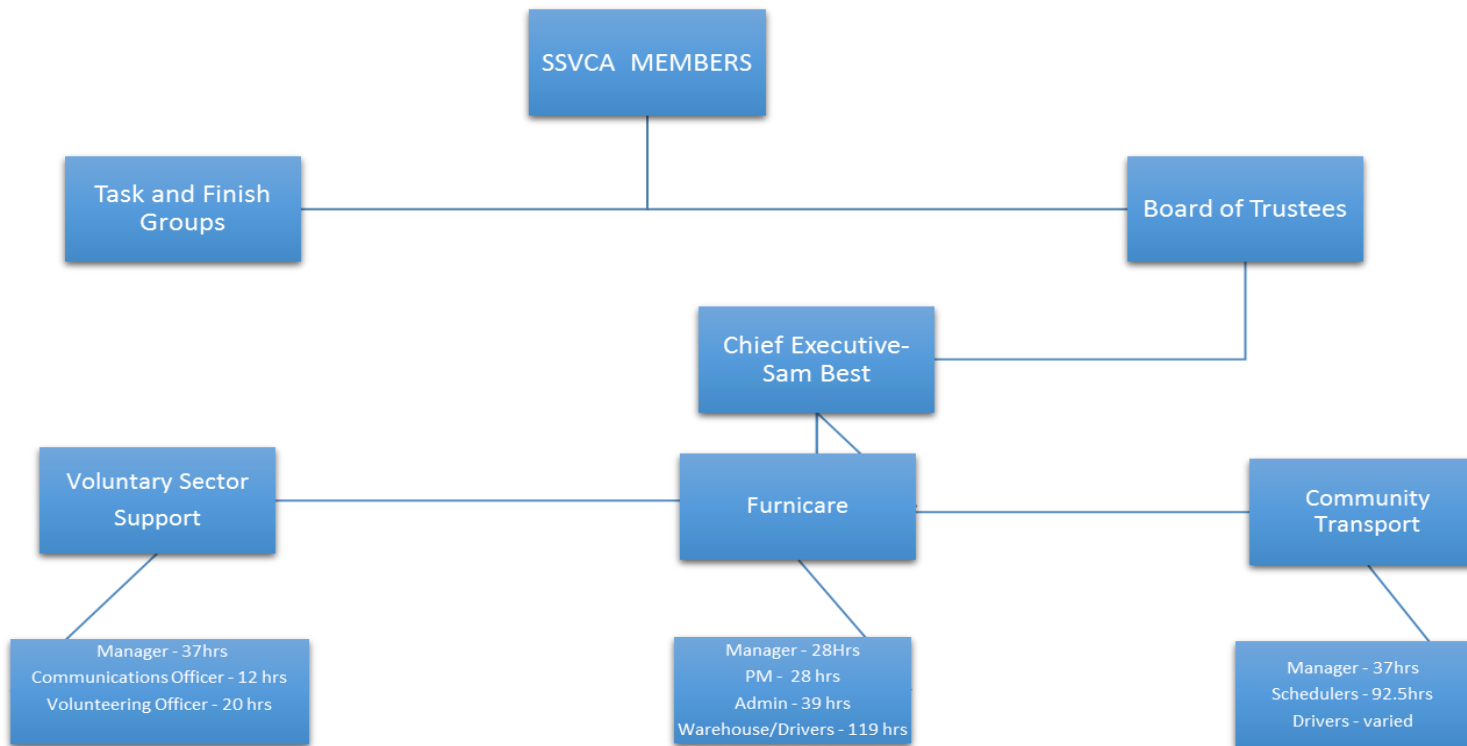 SSVCA MEMBERS
Task and Finish
Groups
Board of Trustees
Chief Executive-
Sam Best
Voluntary Sector
Support
Furnicare
Community
Transport
Manager - 37hrs
Communications Officer - 12 hrs
Volunteering Officer - 20 hrs
Manager - 28Hrs
PM - 28 hrs
Admin - 39 hrs
Warehouse/Drivers - 119 hrs
Manager - 37hrs
Schedulers - 92.5hrs
Drivers - varied